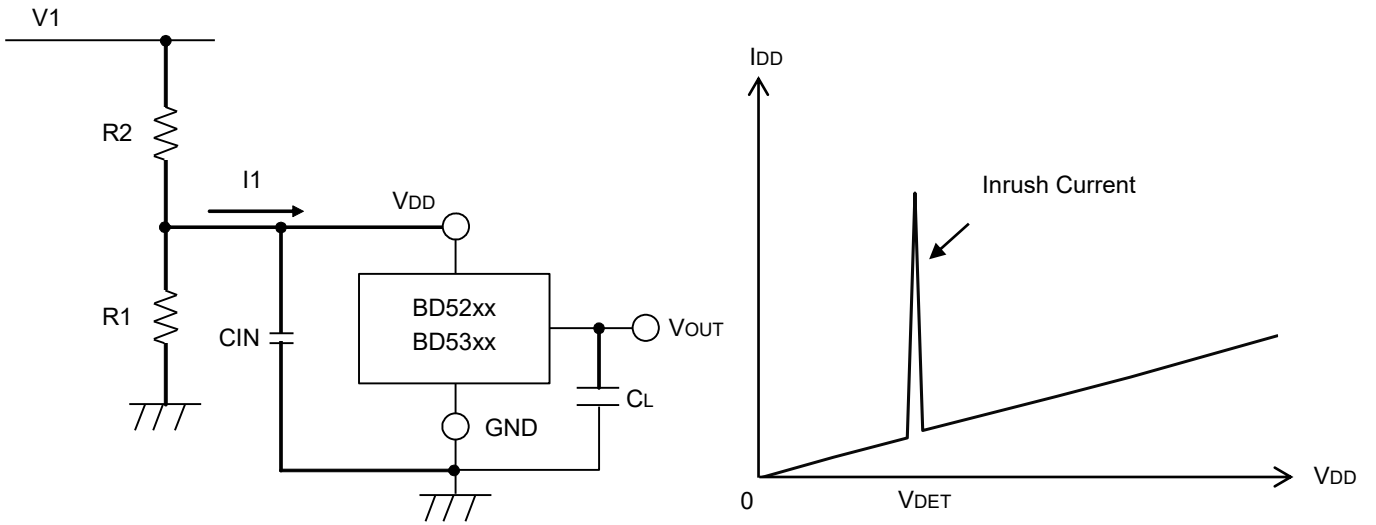 V1
R2
I1
VDD
R1
CIN
BD52xx
BD53xx
VOUT
CL
GND
IDD
Inrush Current
0
VDET
VDD